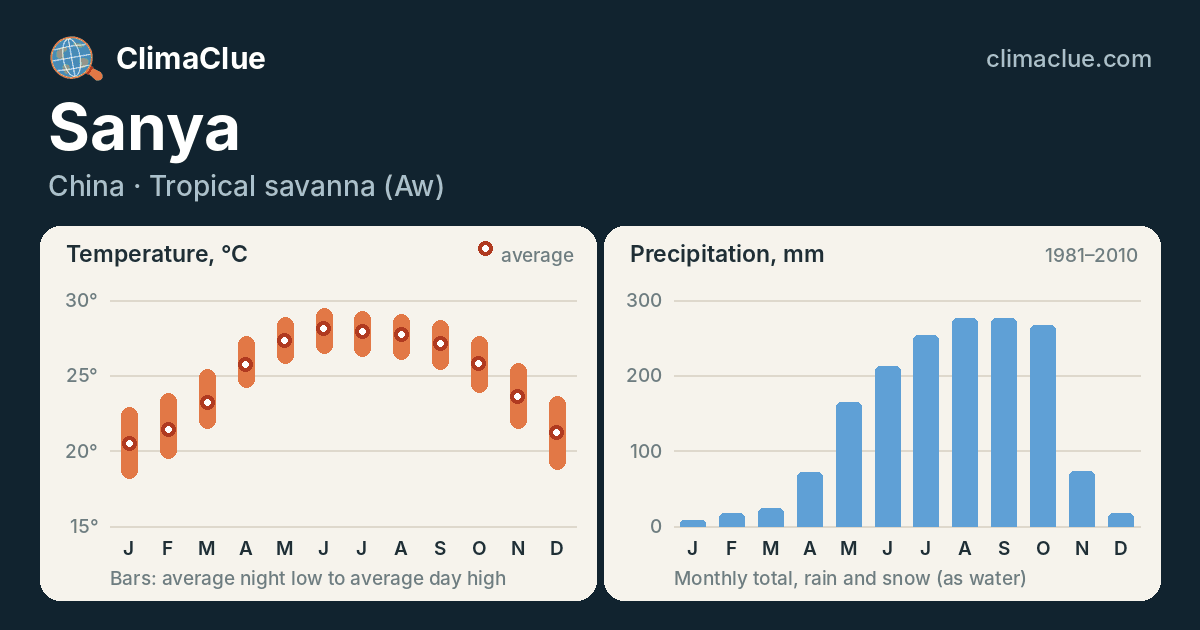 ClimaClue
climaclue.com
Sanya
China · Tropical savanna (Aw)
Temperature, °C
average
30°
25°
20°
15°
J F M A M J J A S O N D
Bars: average night low to average day high
Precipitation, mm
1981–2010
300
200
100
0
J F M A M J J A S O N D
Monthly total, rain and snow (as water)